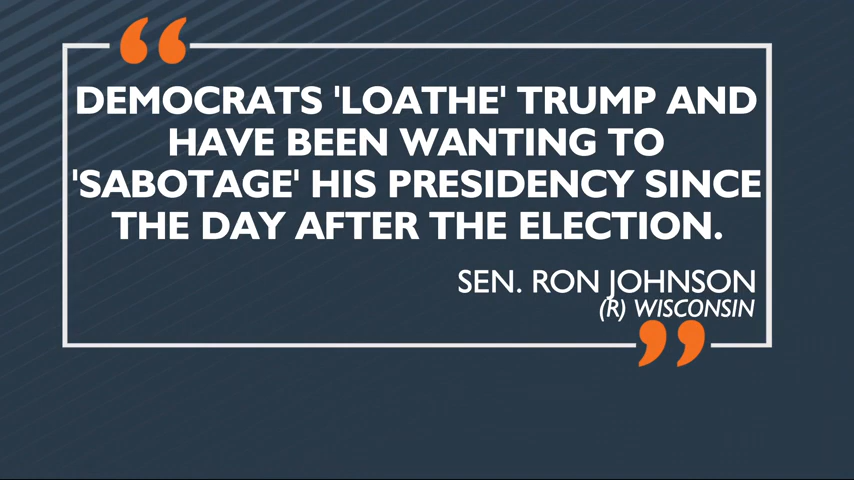 “
DEMOCRATS 'LOATHE' TRUMP AND
HAVE BEEN WANTING TO
'SABOTAGE' HIS PRESIDENCY SINCE
THE DAY AFTER THE ELECTION.
SEN. RON JOHNSON
(R) WISCONSIN
”